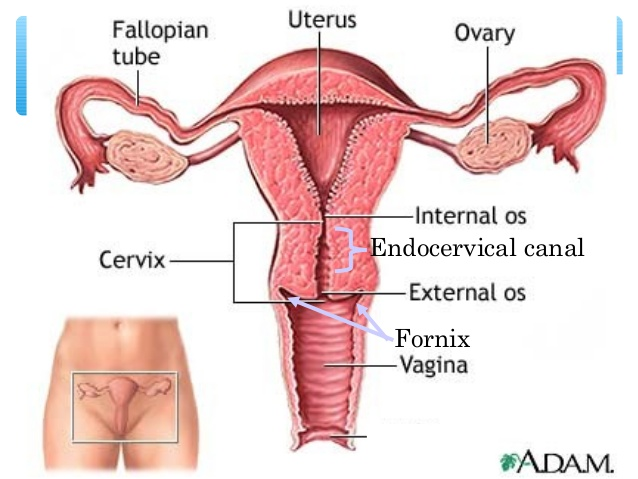 Uterus
Fallopian
tube
Ovary
Internal os
Endocervical canal
Cervix
External os
Fornix
Vagina
A.D.A.M.